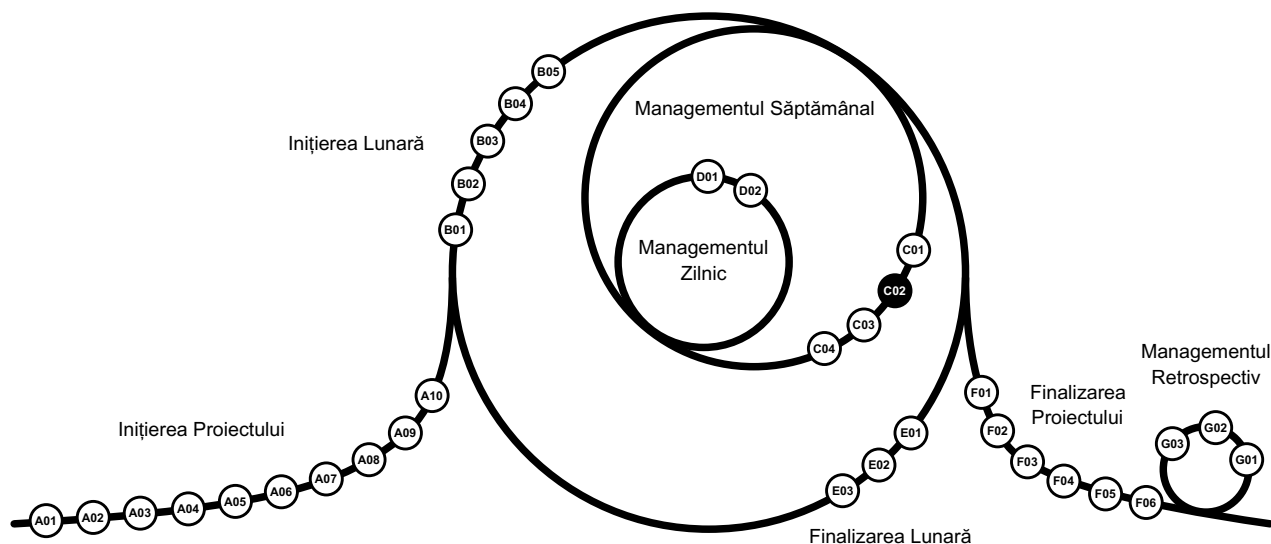 B05
B04
B03
B02
B01
Inițierea Lunară
Managementul Săptămânal
D01
D02
Managementul
Zilnic
C01
C02
C03
C04
A10
A09
A08
A07
A06
A05
A04
A03
A02
A01
Inițierea Proiectului
E01
E02
E03
Finalizarea Lunară
F01
F02
F03
F04
F05
F06
Finalizarea
Proiectului
Managementul
Retrospectiv
G03
G02
G01